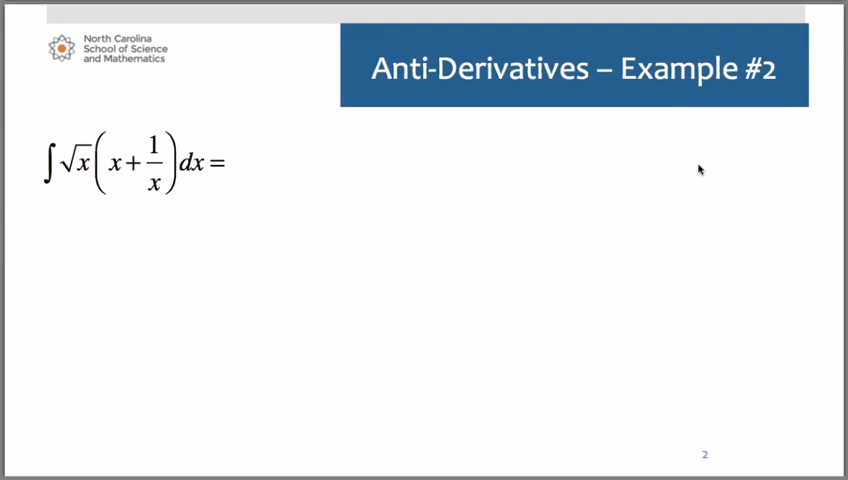 North Carolina
School of Science
and Mathematics
Anti-Derivatives – Example #2
∫√x(x + 1/x)dx =
2